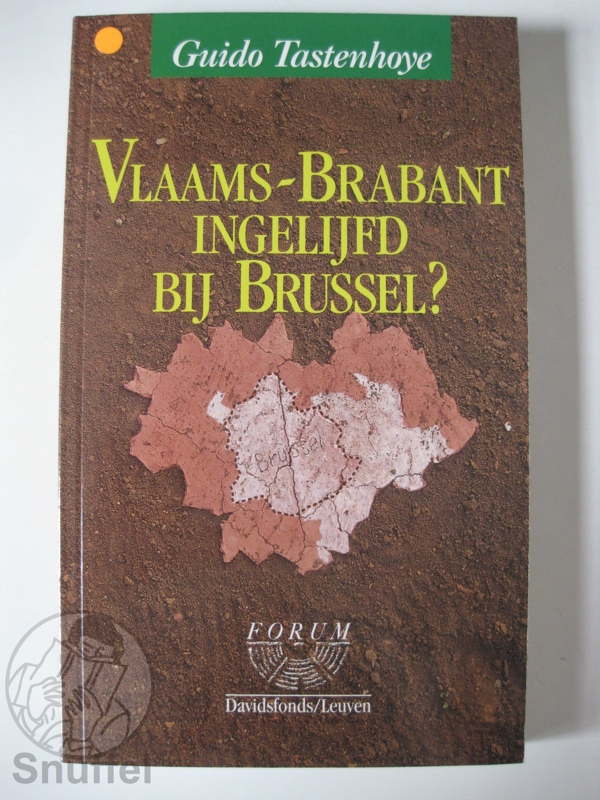 Guido Tastenhoye
VLAAMS-BRABANT
INGELIJFD
BIJ BRUSSEL?
Brussel
FORUM
Davidsfonds/Leuven
Snuffel